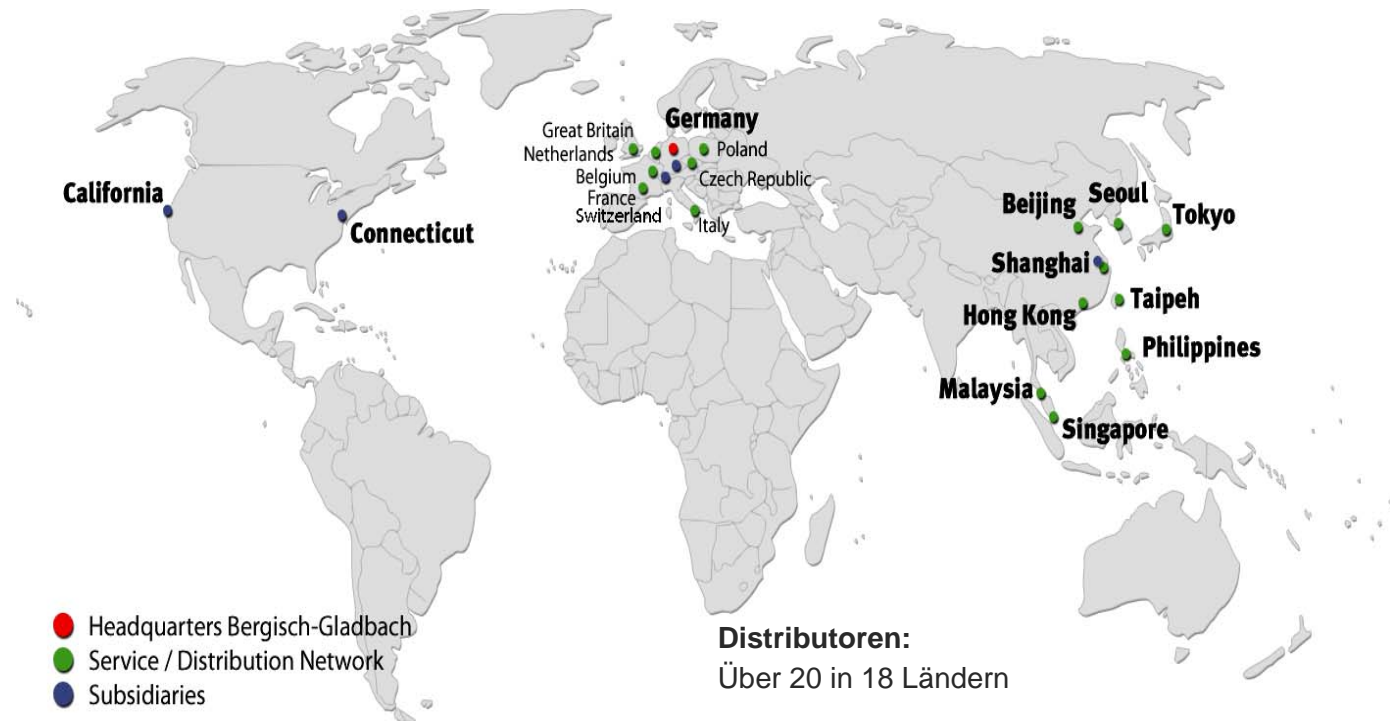 Germany
Great Britain
Netherlands
Poland
Belgium
Czech Republic
France
Switzerland
Italy
California
Connecticut
Beijing
Seoul
Tokyo
Shanghai
Taipeh
Hong Kong
Philippines
Malaysia
Singapore
Headquarters Bergisch-Gladbach
Service / Distribution Network
Subsidiaries
Distributoren:
Über 20 in 18 Ländern